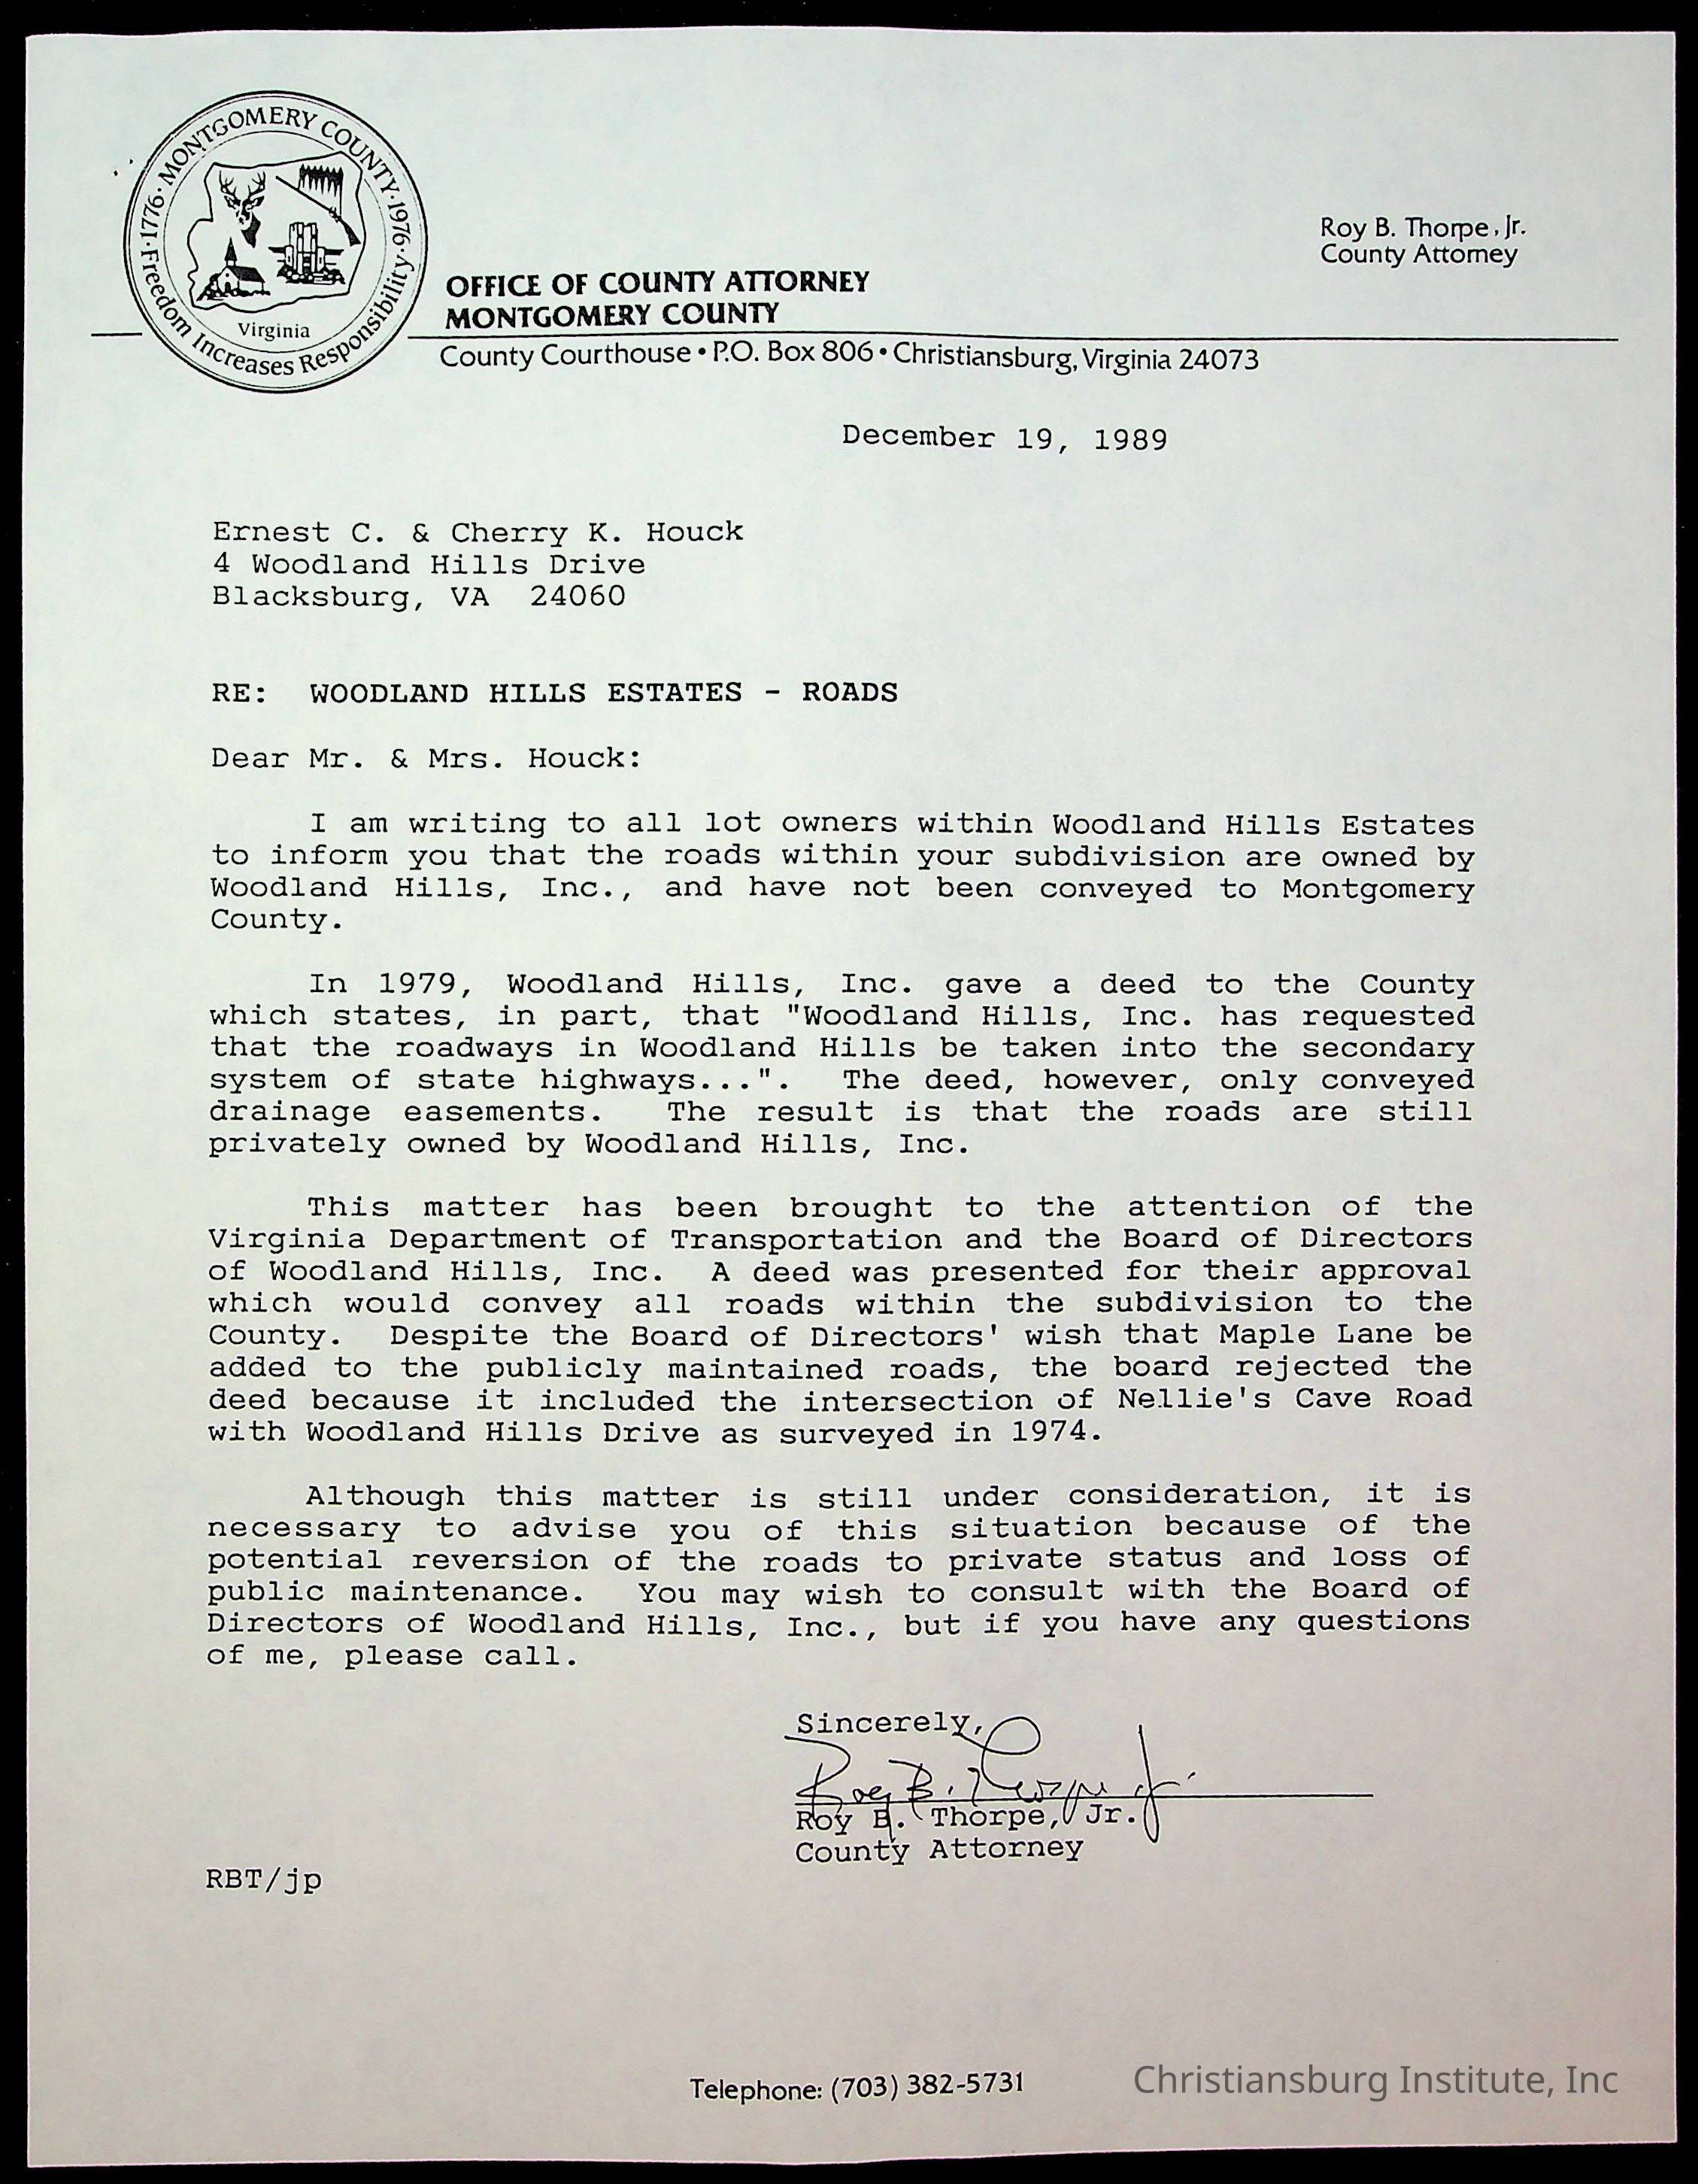 ·1776· MONTGOMERY COUNTY ·1976·
Freedom Increases Responsibility
Virginia
Roy B. Thorpe, Jr.
County Attorney
OFFICE OF COUNTY ATTORNEY
MONTGOMERY COUNTY
County Courthouse • P.O. Box 806 • Christiansburg, Virginia 24073
December 19, 1989
Ernest C. & Cherry K. Houck
4 Woodland Hills Drive
Blacksburg, VA 24060
RE: WOODLAND HILLS ESTATES - ROADS
Dear Mr. & Mrs. Houck:
I am writing to all lot owners within Woodland Hills Estates
to inform you that the roads within your subdivision are owned by
Woodland Hills, Inc., and have not been conveyed to Montgomery
County.
In 1979, Woodland Hills, Inc. gave a deed to the County
which states, in part, that "Woodland Hills, Inc. has requested
that the roadways in Woodland Hills be taken into the secondary
system of state highways...". The deed, however, only conveyed
drainage easements. The result is that the roads are still
privately owned by Woodland Hills, Inc.
This matter has been brought to the attention of the
Virginia Department of Transportation and the Board of Directors
of Woodland Hills, Inc. A deed was presented for their approval
which would convey all roads within the subdivision to the
County. Despite the Board of Directors' wish that Maple Lane be
added to the publicly maintained roads, the board rejected the
deed because it included the intersection of Nellie's Cave Road
with Woodland Hills Drive as surveyed in 1974.
Although this matter is still under consideration, it is
necessary to advise you of this situation because of the
potential reversion of the roads to private status and loss of
public maintenance. You may wish to consult with the Board of
Directors of Woodland Hills, Inc., but if you have any questions
of me, please call.
Sincerely,
Roy B. Thorpe Jr.
Roy B. Thorpe, Jr.
County Attorney
RBT/jp
Telephone: (703) 382-5731
Christiansburg Institute, Inc